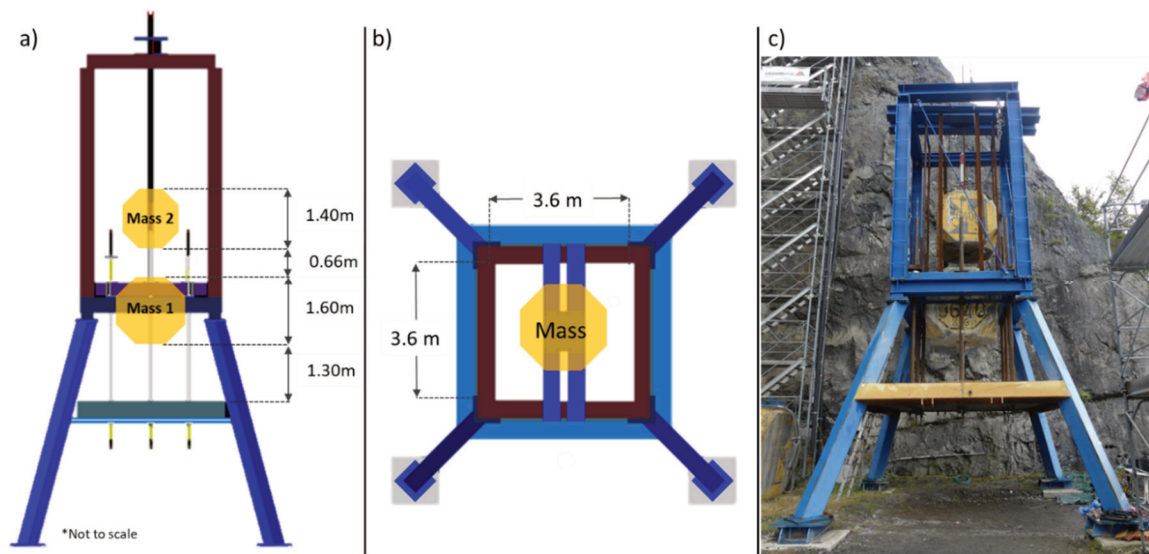 a)
Mass 2
1.40m
0.66m
Mass 1
1.60m
1.30m
*Not to scale
b)
3.6 m
3.6 m
Mass
c)